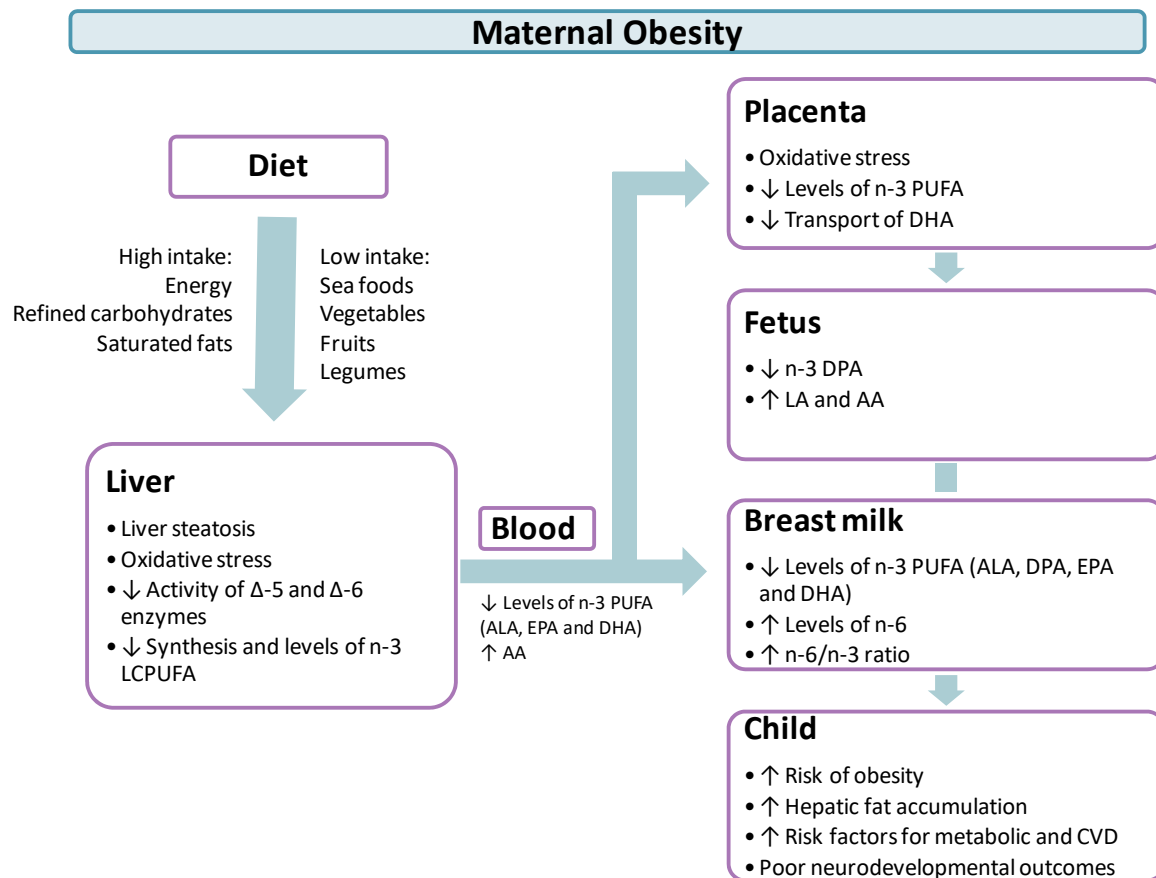 Maternal Obesity
Diet
High intake:
Energy
Refined carbohydrates
Saturated fats
Low intake:
Sea foods
Vegetables
Fruits
Legumes
Liver
• Liver steatosis
• Oxidative stress
• ↓ Activity of Δ-5 and Δ-6
enzymes
• ↓ Synthesis and levels of n-3
LCPUFA
Blood
↓ Levels of n-3 PUFA
(ALA, EPA and DHA)
↑ AA
Placenta
• Oxidative stress
• ↓ Levels of n-3 PUFA
• ↓ Transport of DHA
Fetus
• ↓ n-3 DPA
• ↑ LA and AA
Breast milk
• ↓ Levels of n-3 PUFA (ALA, DPA, EPA
and DHA)
• ↑ Levels of n-6
• ↑ n-6/n-3 ratio
Child
• ↑ Risk of obesity
• ↑ Hepatic fat accumulation
• ↑ Risk factors for metabolic and CVD
• Poor neurodevelopmental outcomes